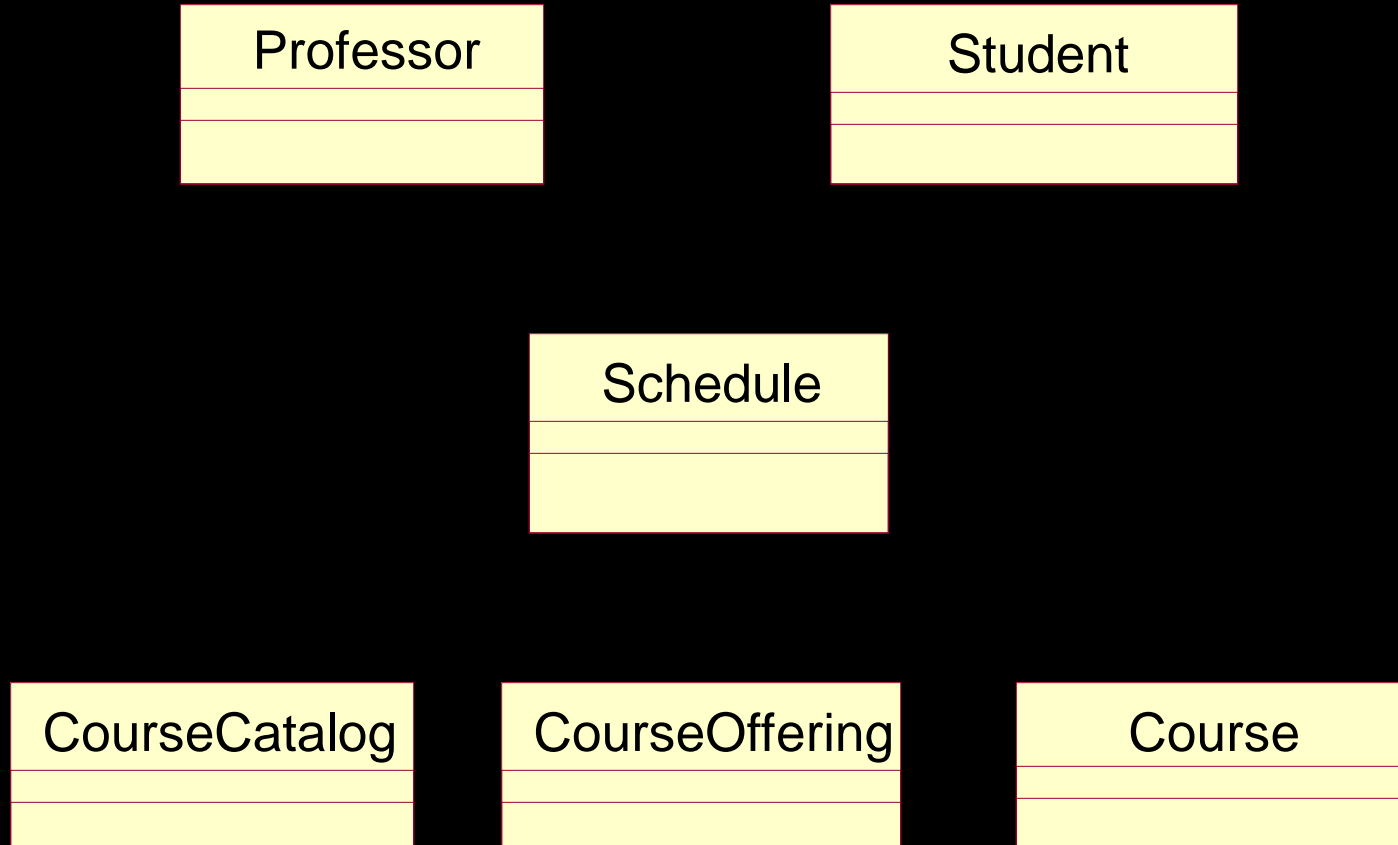 Professor
Student
Schedule
CourseCatalog
CourseOffering
Course